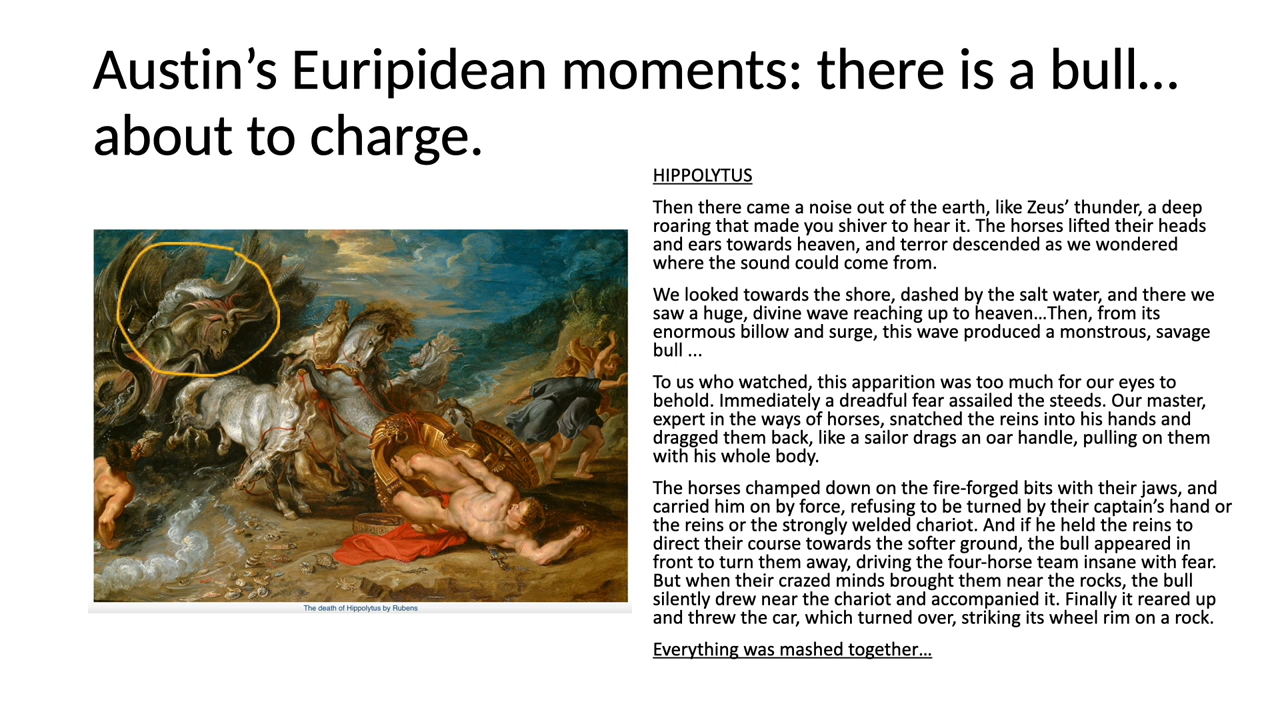 Austin’s Euripidean moments: there is a bull…
about to charge.
HIPPOLYTUS
Then there came a noise out of the earth, like Zeus’ thunder, a deep
roaring that made you shiver to hear it. The horses lifted their heads
and ears towards heaven, and terror descended as we wondered
where the sound could come from.
We looked towards the shore, dashed by the salt water, and there we
saw a huge, divine wave reaching up to heaven…Then, from its
enormous billow and surge, this wave produced a monstrous, savage
bull ...
To us who watched, this apparition was too much for our eyes to
behold. Immediately a dreadful fear assailed the steeds. Our master,
expert in the ways of horses, snatched the reins into his hands and
dragged them back, like a sailor drags an oar handle, pulling on them
with his whole body.
The horses champed down on the fire-forged bits with their jaws, and
carried him on by force, refusing to be turned by their captain’s hand or
the reins or the strongly welded chariot. And if he held the reins to
direct their course towards the softer ground, the bull appeared in
front to turn them away, driving the four-horse team insane with fear.
But when their crazed minds brought them near the rocks, the bull
silently drew near the chariot and accompanied it. Finally it reared up
and threw the car, which turned over, striking its wheel rim on a rock.
Everything was mashed together…
The death of Hippolytus by Rubens